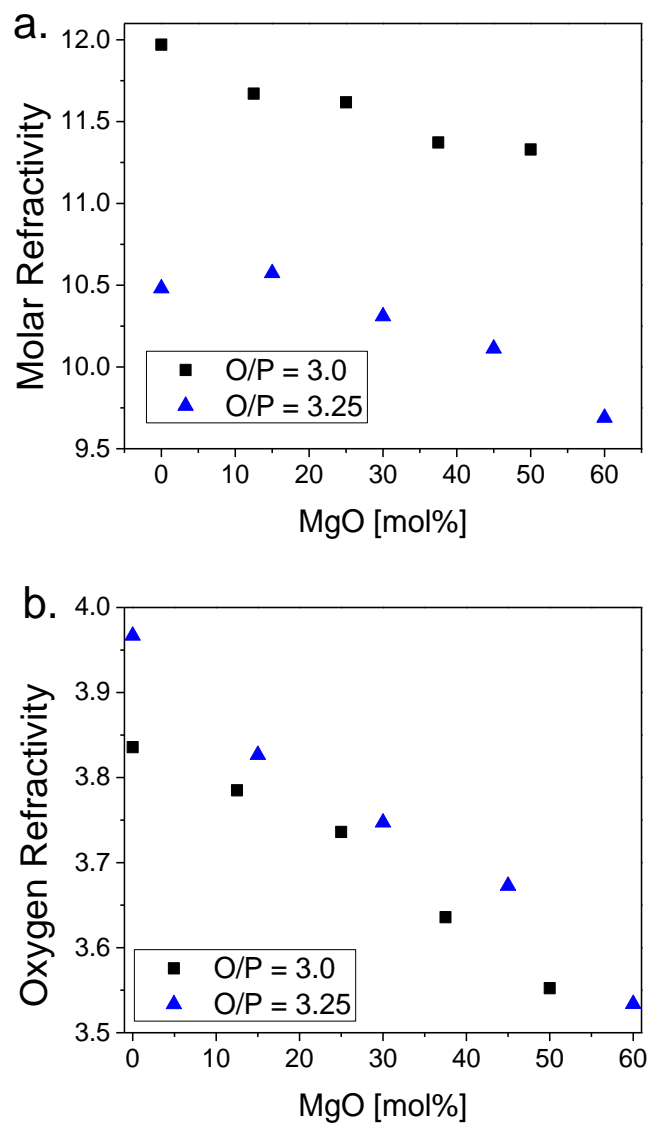 a.
12.0
11.5
11.0
10.5
10.0
9.5
Molar Refractivity
O/P = 3.0
O/P = 3.25
0 10 20 30 40 50 60
MgO [mol%]
b.
4.0
3.9
3.8
3.7
3.6
3.5
Oxygen Refractivity
O/P = 3.0
O/P = 3.25
0 10 20 30 40 50 60
MgO [mol%]